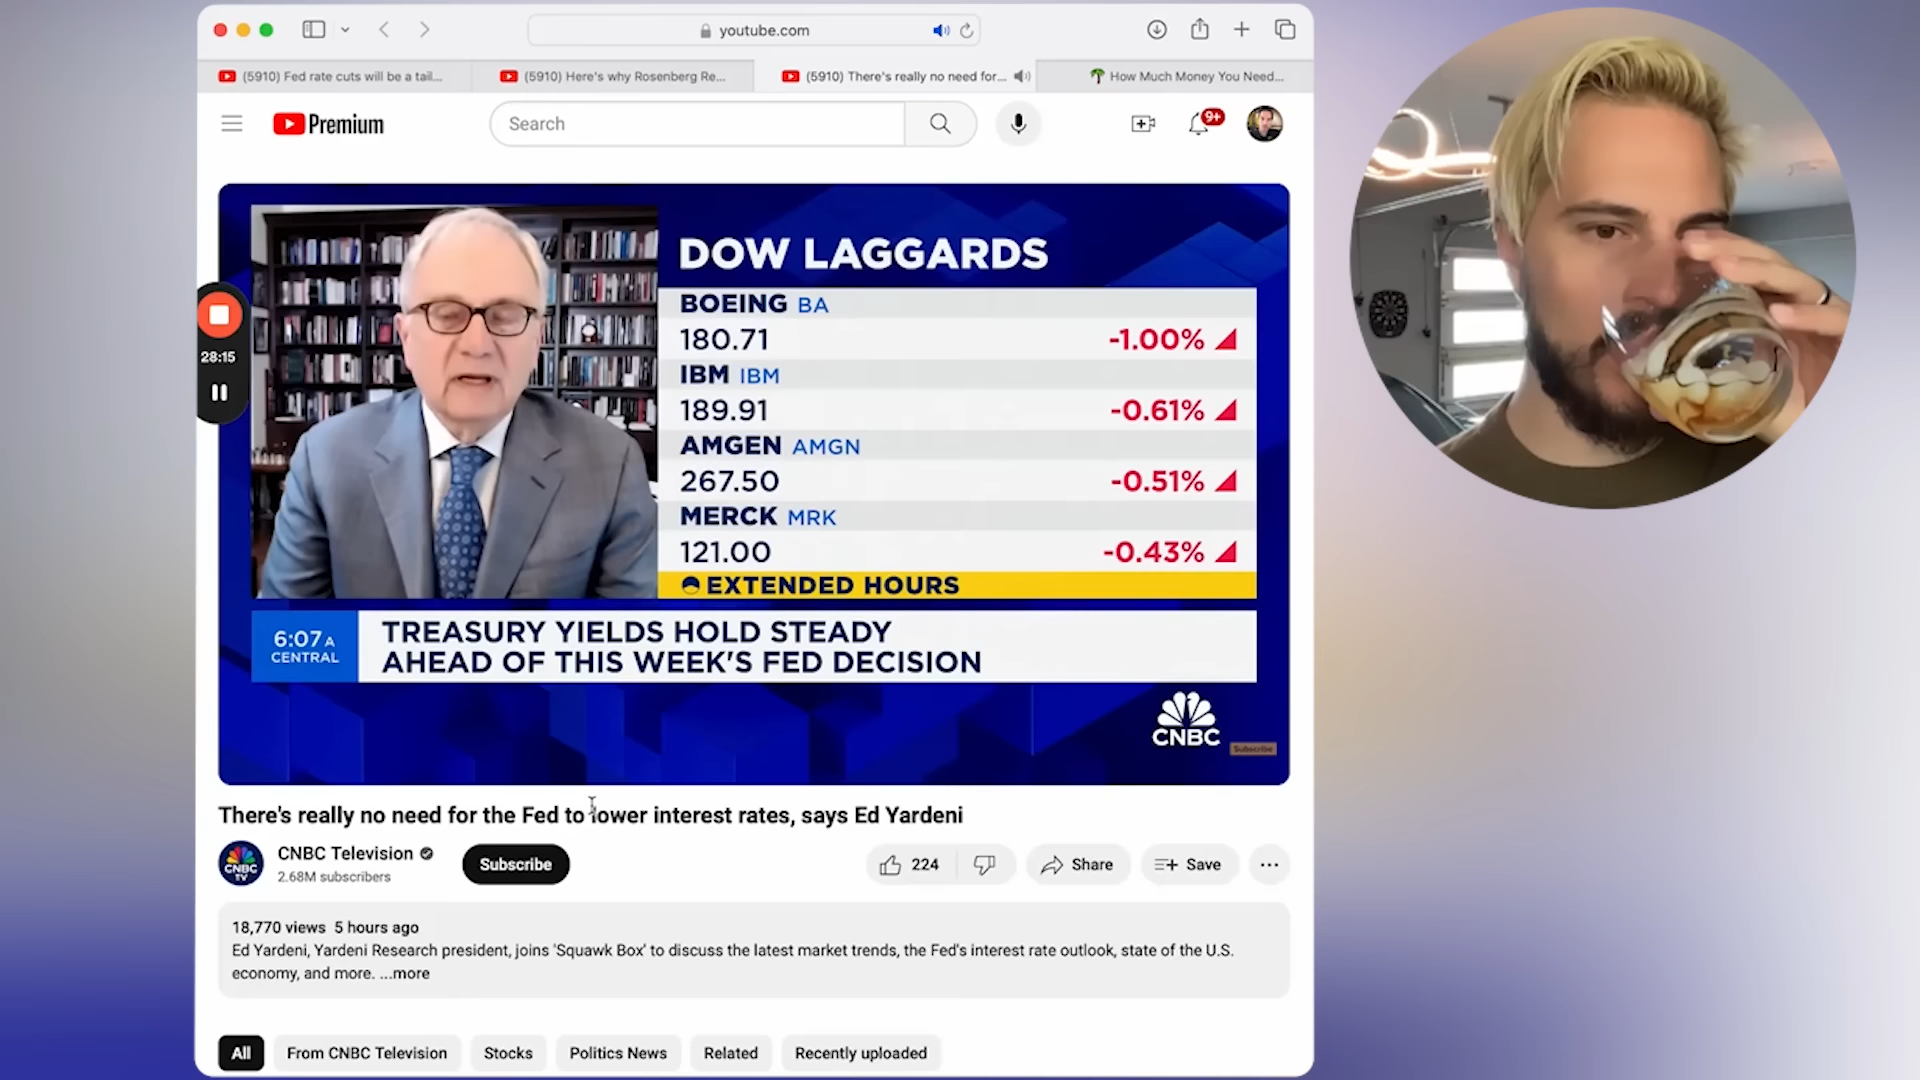 youtube.com
(5910) Fed rate cuts will be a tail...
(5910) Here's why Rosenberg Re...
(5910) There's really no need for...
How Much Money You Need...
Premium
Search
9+
DOW LAGGARDS
BOEING BA
180.71 -1.00%
IBM IBM
189.91 -0.61%
AMGEN AMGN
267.50 -0.51%
MERCK MRK
121.00 -0.43%
EXTENDED HOURS
28:15
6:07A
CENTRAL
TREASURY YIELDS HOLD STEADY
AHEAD OF THIS WEEK'S FED DECISION
CNBC
Subscribe
There's really no need for the Fed to lower interest rates, says Ed Yardeni
CNBC
TV
CNBC Television
2.68M subscribers
Subscribe
224
Share
Save
18,770 views 5 hours ago
Ed Yardeni, Yardeni Research president, joins 'Squawk Box' to discuss the latest market trends, the Fed's interest rate outlook, state of the U.S.
economy, and more. ...more
All
From CNBC Television
Stocks
Politics News
Related
Recently uploaded